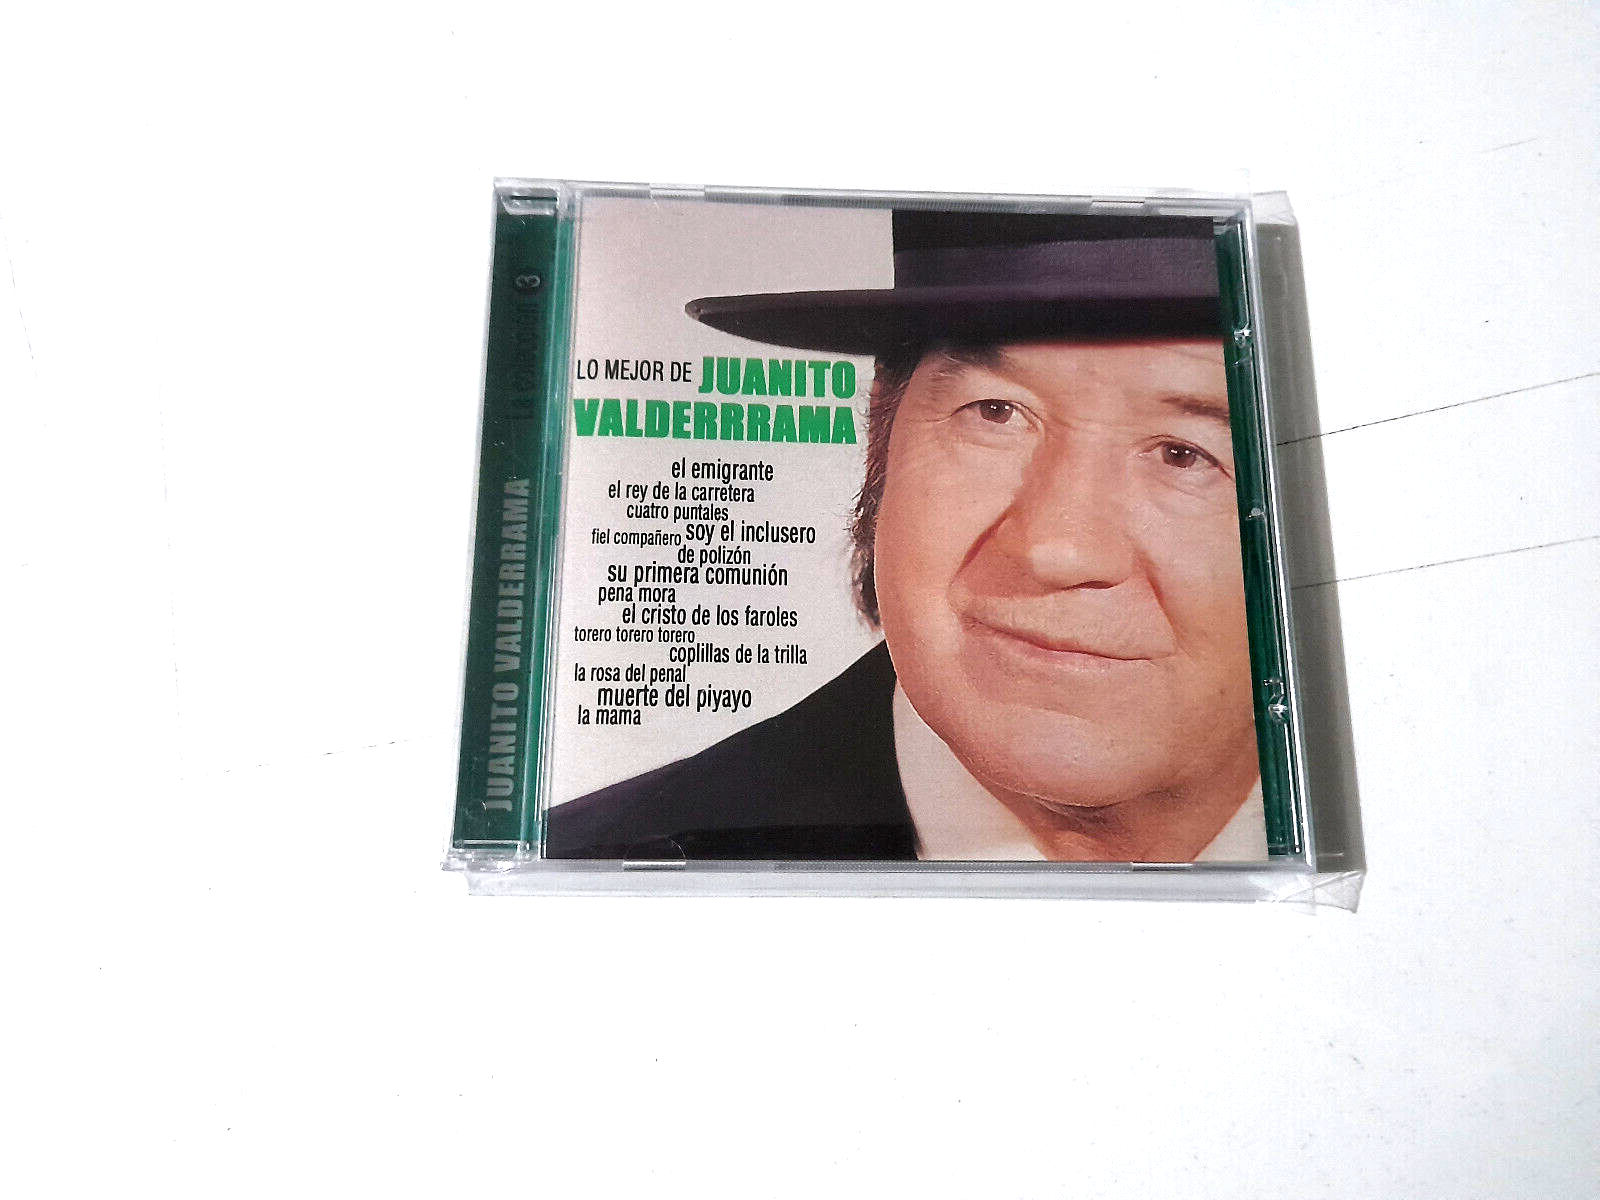 LO MEJOR DE JUANITO
VALDERRRAMA
el emigrante
el rey de la carretera
cuatro puntales
fiel compañero soy el inclusero
de polizón
su primera comunión
pena mora
el cristo de los faroles
torero torero torero
coplillas de la trilla
la rosa del penal
muerte del piyayo
la mama
JUANITO VALDERRAMA